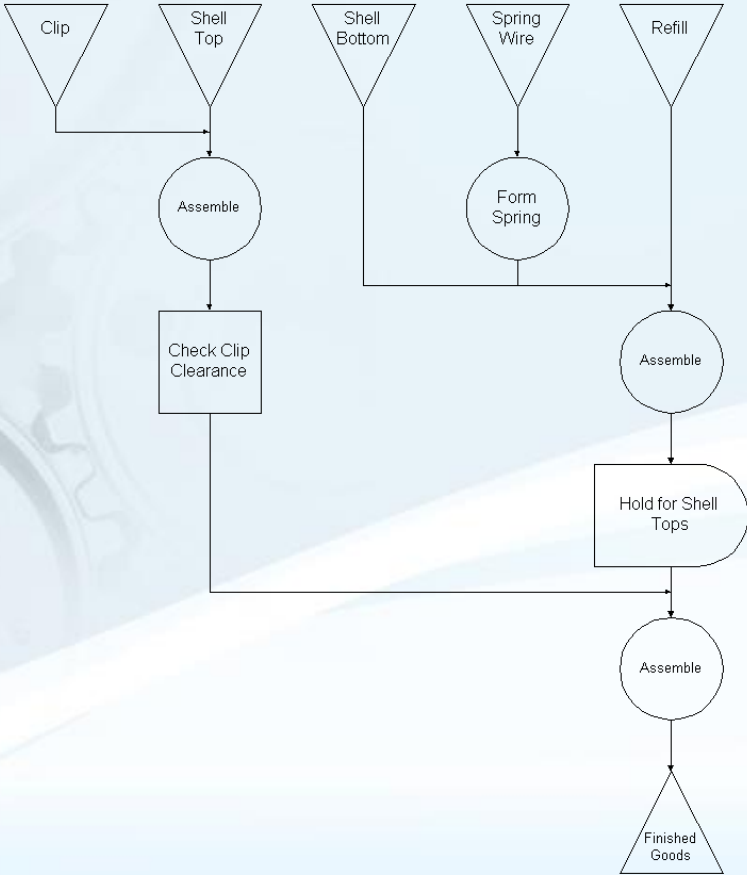 Clip
Shell
Top
Shell
Bottom
Spring
Wire
Refill
Assemble
Form
Spring
Check Clip
Clearance
Assemble
Hold for Shell
Tops
Assemble
Finished
Goods